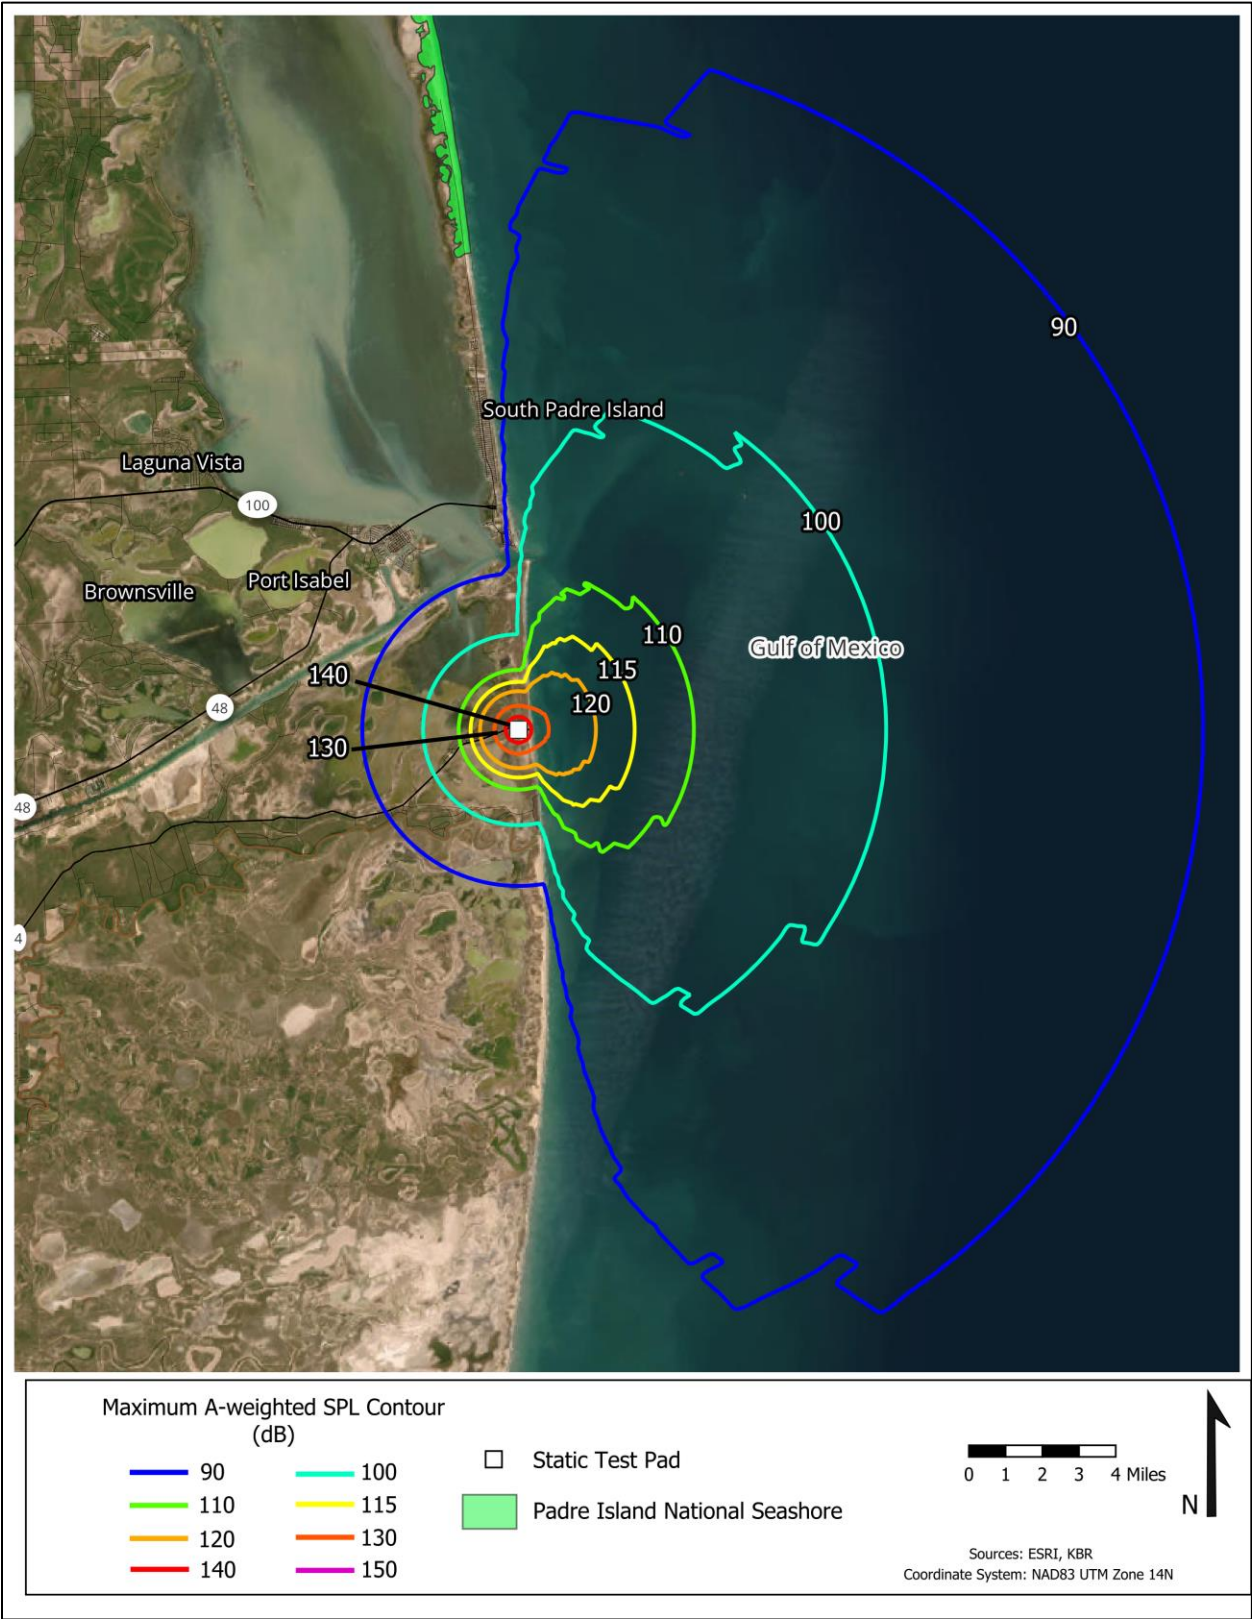 90
South Padre Island
Laguna Vista
100
100
Brownsville
Port Isabel
110
Gulf of Mexico
140
115
120
48
130
48
4
Maximum A-weighted SPL Contour
(dB)
90
100
110
115
120
130
140
150
Static Test Pad
Padre Island National Seashore
0 1 2 3 4 Miles
N
Sources: ESRI, KBR
Coordinate System: NAD83 UTM Zone 14N